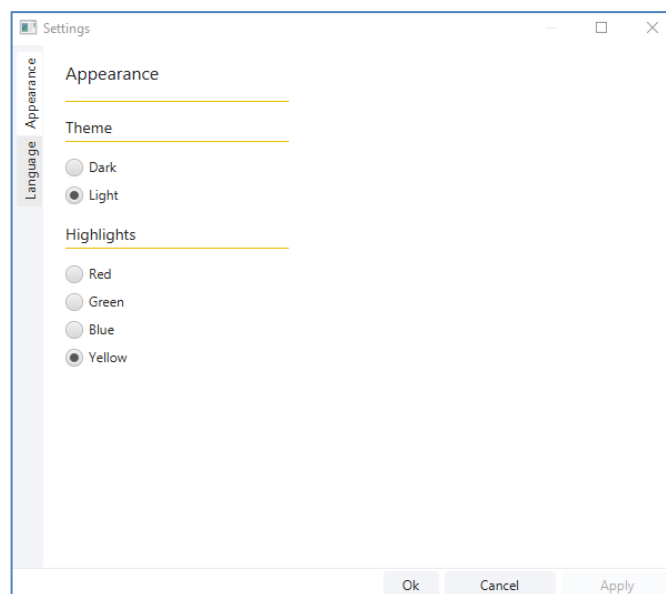 Settings
Appearance
Language
Appearance
Theme
Dark
Light
Highlights
Red
Green
Blue
Yellow
Ok Cancel Apply